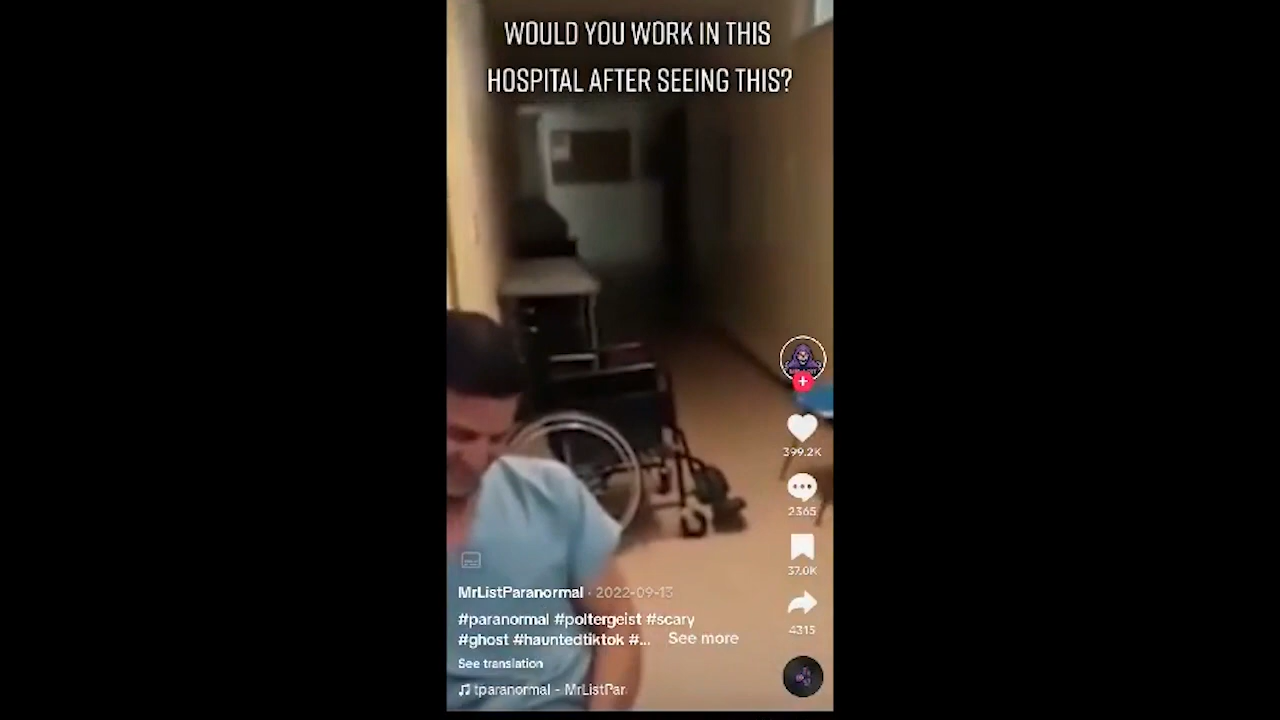 WOULD YOU WORK IN THIS
HOSPITAL AFTER SEEING THIS?
399.2K
2365
37.0K
4315
MrListParanormal · 2022-09-13
#paranormal #poltergeist #scary
#ghost #hauntedtiktok #... See more
See translation
tparanormal - MrListPar